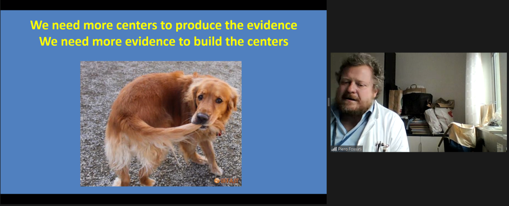 We need more centers to produce the evidence
We need more evidence to build the centers